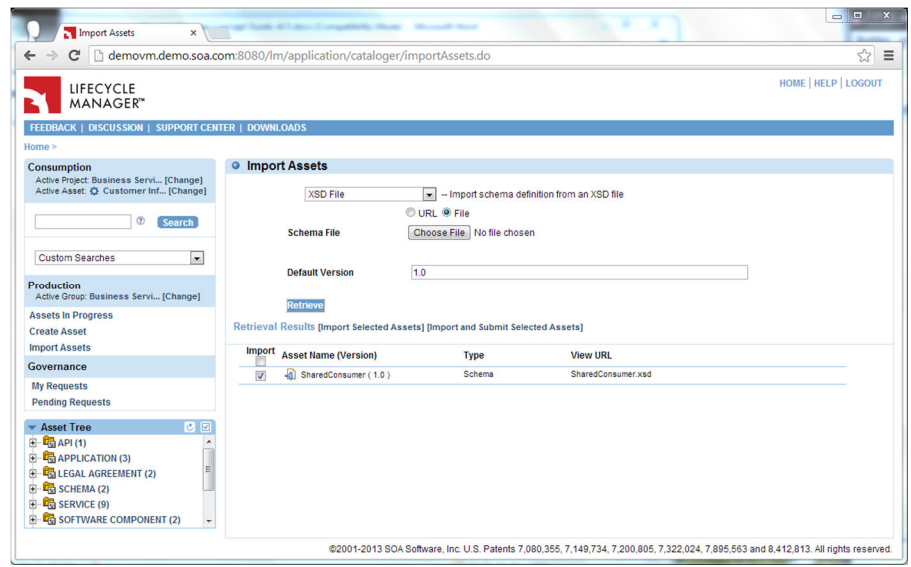 Import Assets
demovm.demo.soa.com:8080/lm/application/cataloger/importAssets.do
LIFECYCLE
MANAGER™
HOME | HELP | LOGOUT
FEEDBACK | DISCUSSION | SUPPORT CENTER | DOWNLOADS
Home >
Consumption
Active Project: Business Servi... [Change]
Active Asset: Customer Inf... [Change]
Search
Custom Searches
Production
Active Group: Business Servi... [Change]
Assets In Progress
Create Asset
Import Assets
Governance
My Requests
Pending Requests
Asset Tree
API (1)
APPLICATION (3)
LEGAL AGREEMENT (2)
SCHEMA (2)
SERVICE (9)
SOFTWARE COMPONENT (2)
Import Assets
XSD File -- Import schema definition from an XSD file
URL File
Schema File Choose File No file chosen
Default Version 1.0
Retrieve
Retrieval Results [Import Selected Assets] [Import and Submit Selected Assets]
Import Asset Name (Version) Type View URL
SharedConsumer ( 1.0 ) Schema SharedConsumer.xsd
©2001-2013 SOA Software, Inc. U.S. Patents 7,080,355, 7,149,734, 7,200,805, 7,322,024, 7,895,563 and 8,412,813. All rights reserved.